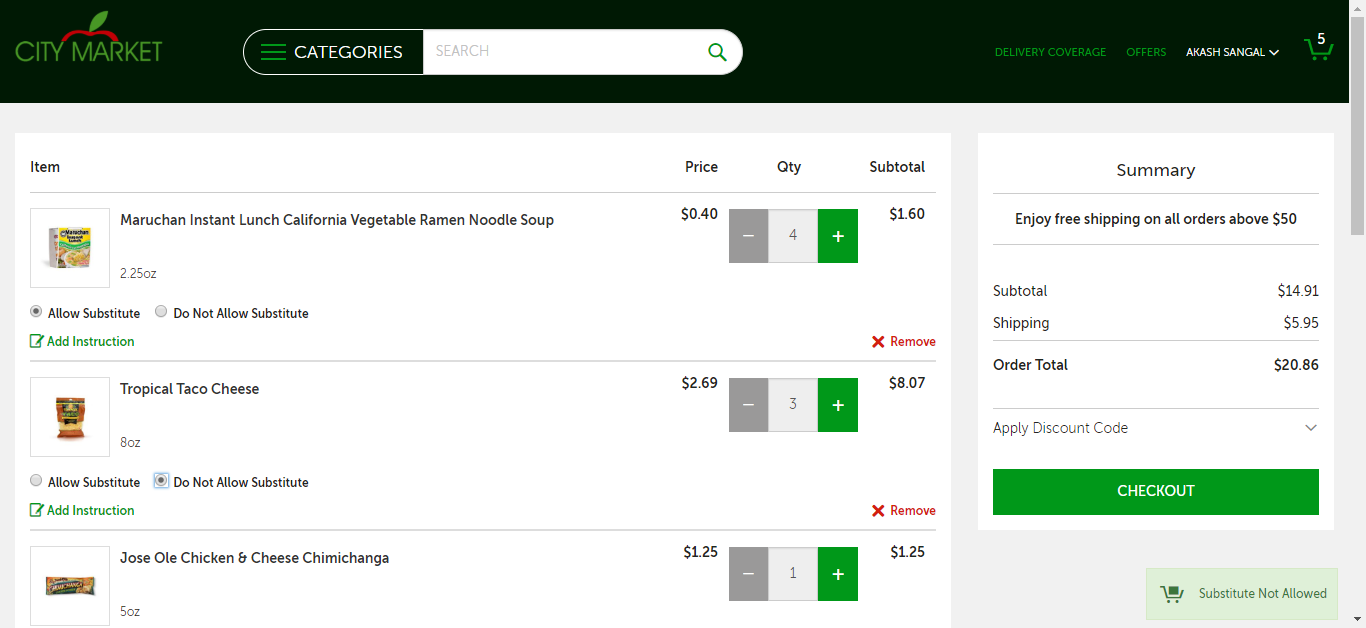 CITY MARKET
CATEGORIES
SEARCH
DELIVERY COVERAGE
OFFERS
AKASH SANGAL
5
Item Price Qty Subtotal
Maruchan Instant Lunch California Vegetable Ramen Noodle Soup
$0.40
− 4 +
$1.60
2.25oz
Allow Substitute Do Not Allow Substitute
Add Instruction Remove
Tropical Taco Cheese
$2.69
− 3 +
$8.07
8oz
Allow Substitute Do Not Allow Substitute
Add Instruction Remove
Jose Ole Chicken & Cheese Chimichanga
$1.25
− 1 +
$1.25
5oz
Summary
Enjoy free shipping on all orders above $50
Subtotal $14.91
Shipping $5.95
Order Total $20.86
Apply Discount Code
CHECKOUT
Substitute Not Allowed